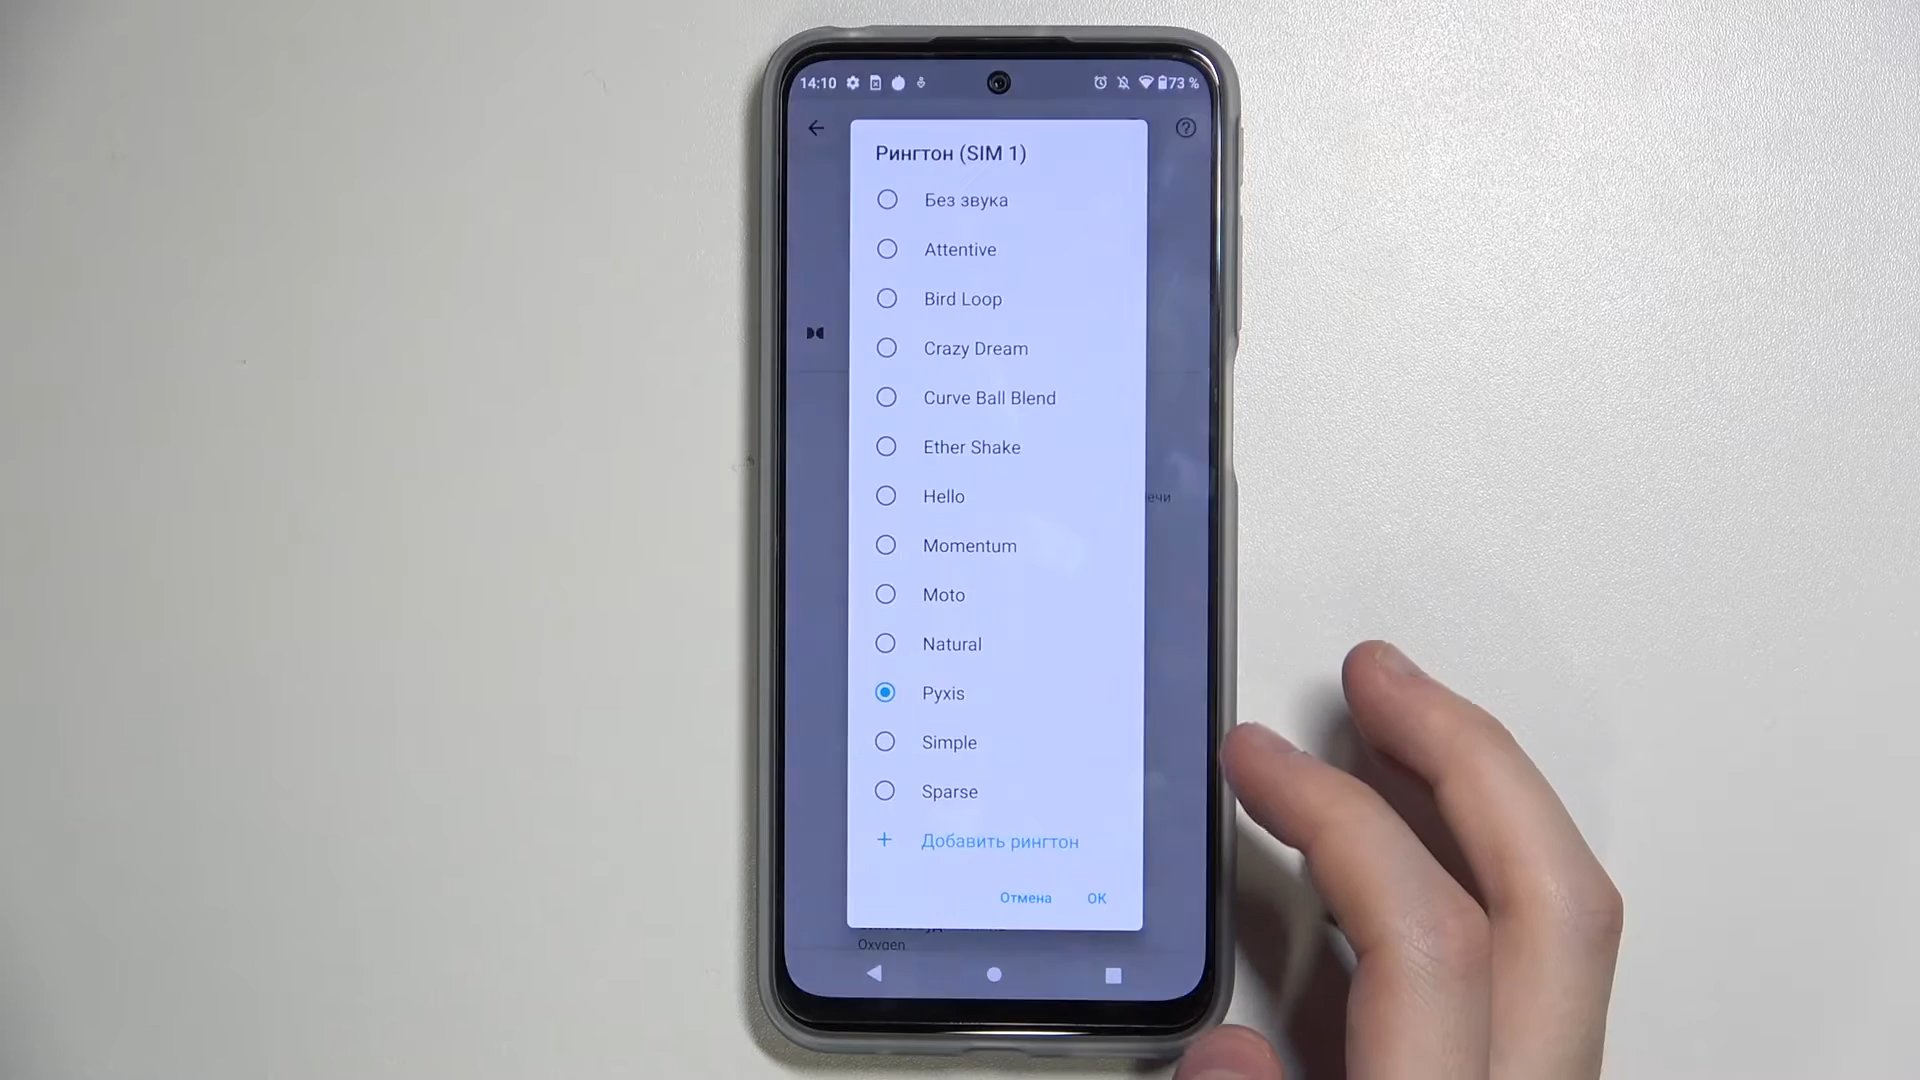 14:10
73 %
Рингтон (SIM 1)
Без звука
Attentive
Bird Loop
Crazy Dream
Curve Ball Blend
Ether Shake
Hello
Momentum
Moto
Natural
Pyxis
Simple
Sparse
+ Добавить рингтон
Отмена OK
Oxygen